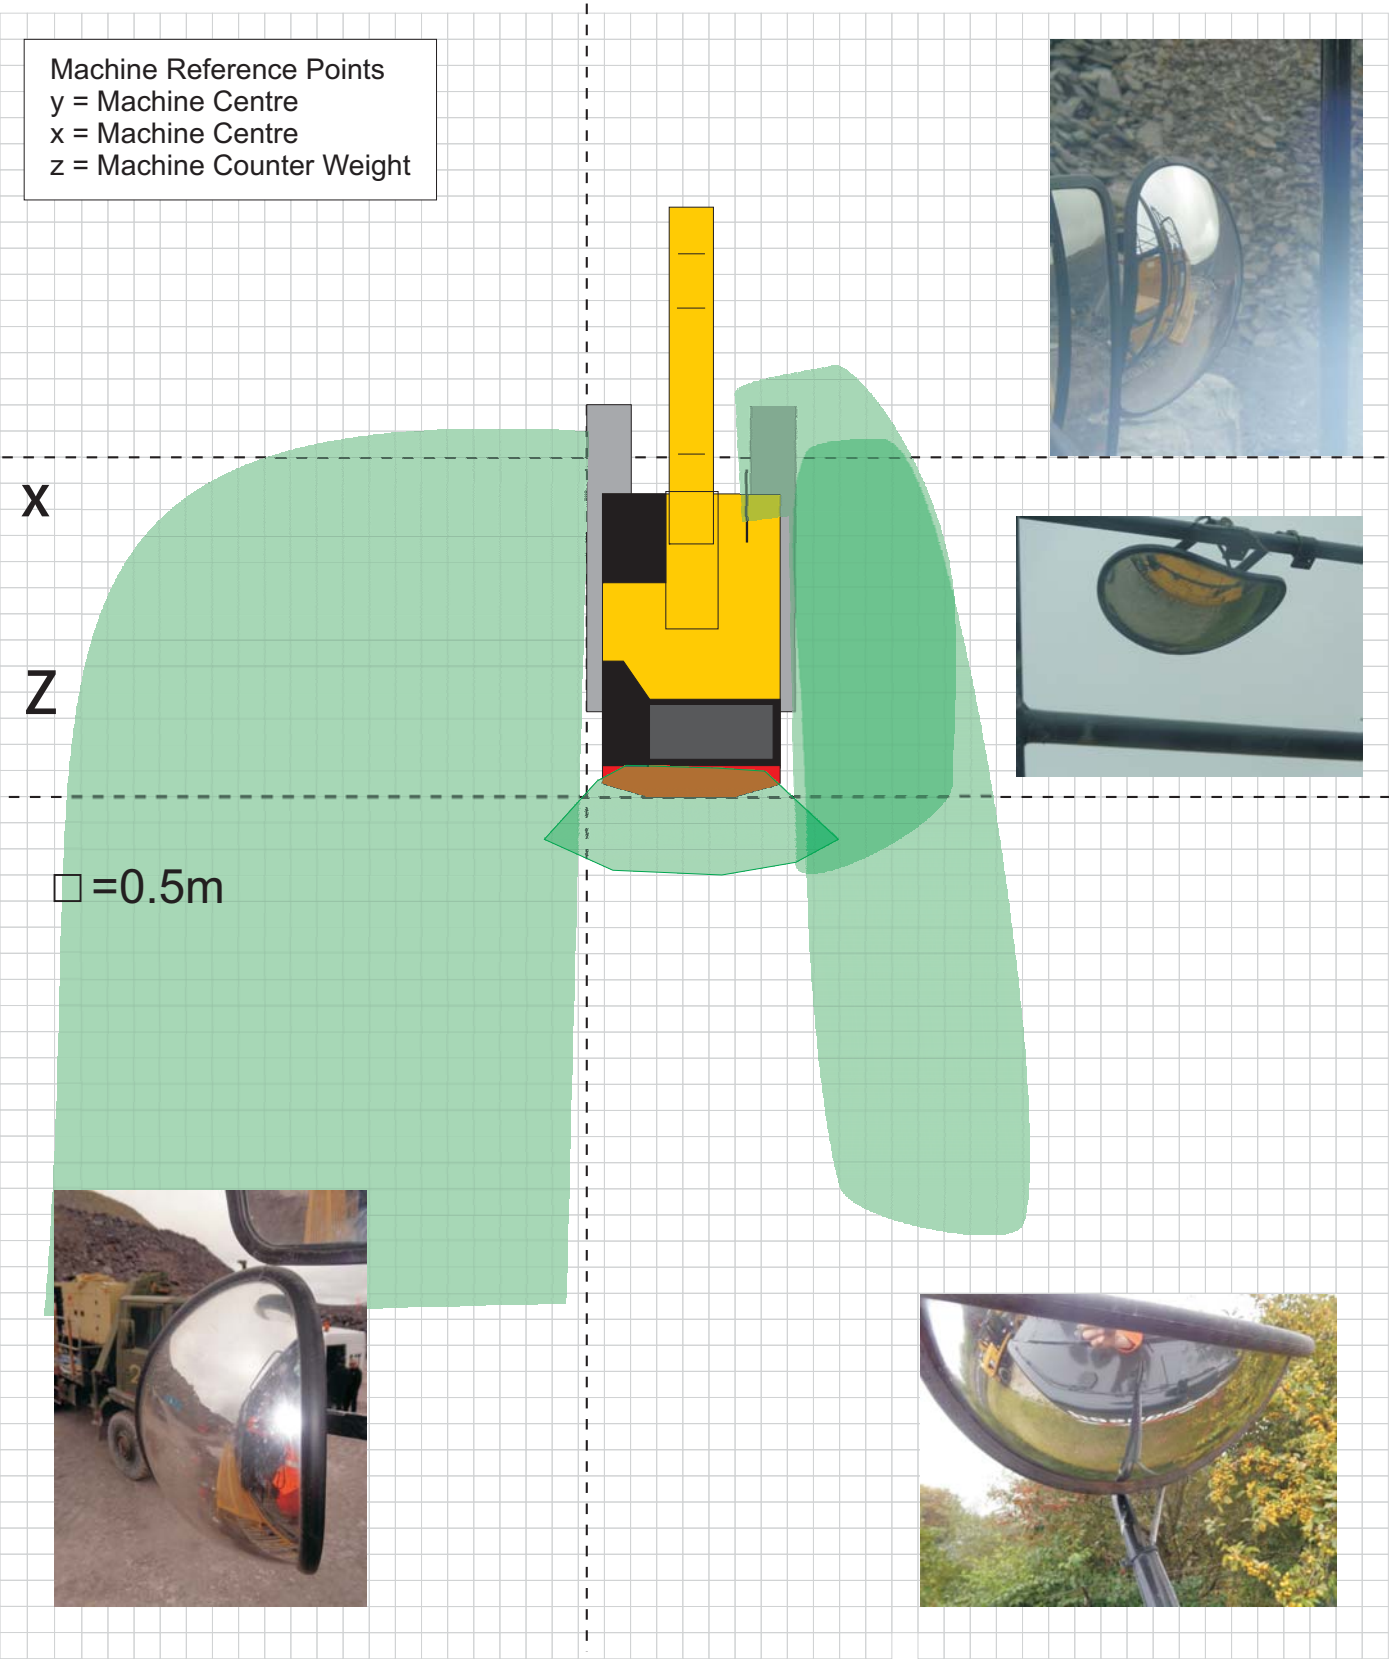 Machine Reference Points
y = Machine Centre
x = Machine Centre
z = Machine Counter Weight
X
Z
□ =0.5m